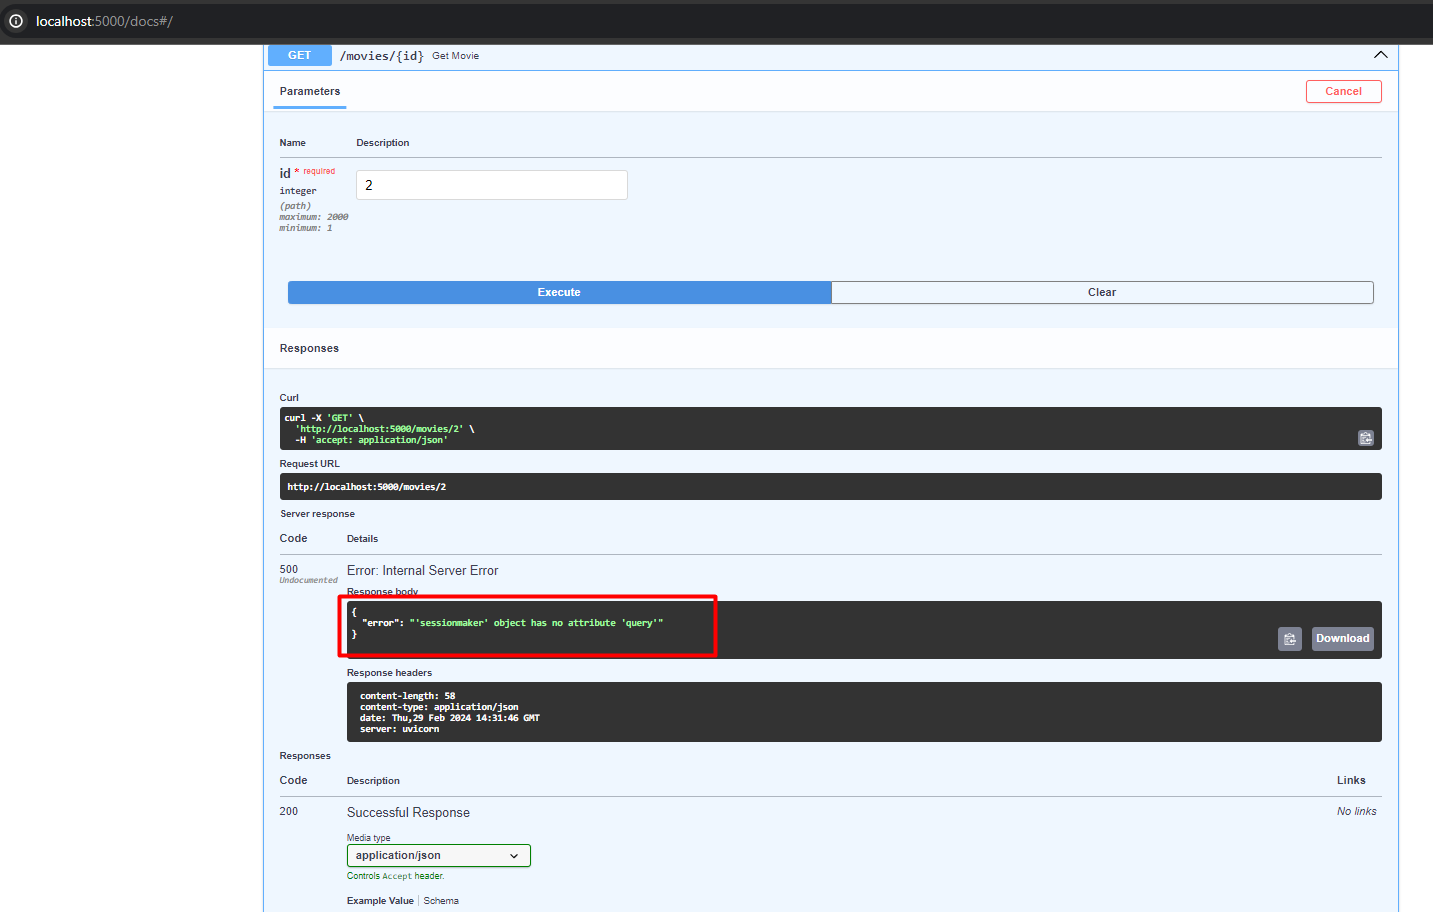 localhost:5000/docs#/
GET /movies/{id} Get Movie
Parameters
Cancel
Name Description
id * required
integer
(path)
maximum: 2000
minimum: 1
2
Execute Clear
Responses
Curl
curl -X 'GET' \
'http://localhost:5000/movies/2' \
-H 'accept: application/json'
Request URL
http://localhost:5000/movies/2
Server response
Code Details
500
Undocumented
Error: Internal Server Error
Response body
{
"error": "'sessionmaker' object has no attribute 'query'"
}
Download
Response headers
content-length: 58
content-type: application/json
date: Thu,29 Feb 2024 14:31:46 GMT
server: uvicorn
Responses
Code Description Links
200 Successful Response No links
Media type
application/json
Controls Accept header.
Example Value Schema